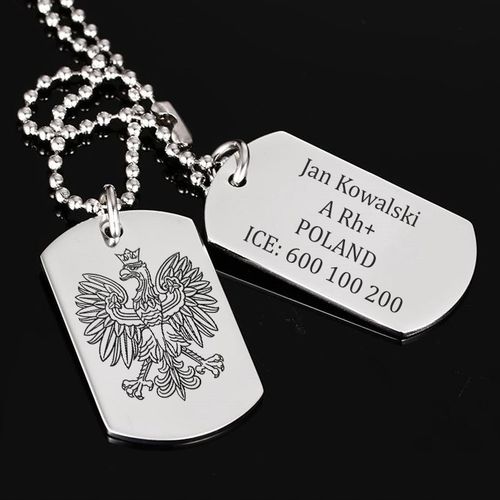 Jan Kowalski
A Rh+
POLAND
ICE: 600 100 200